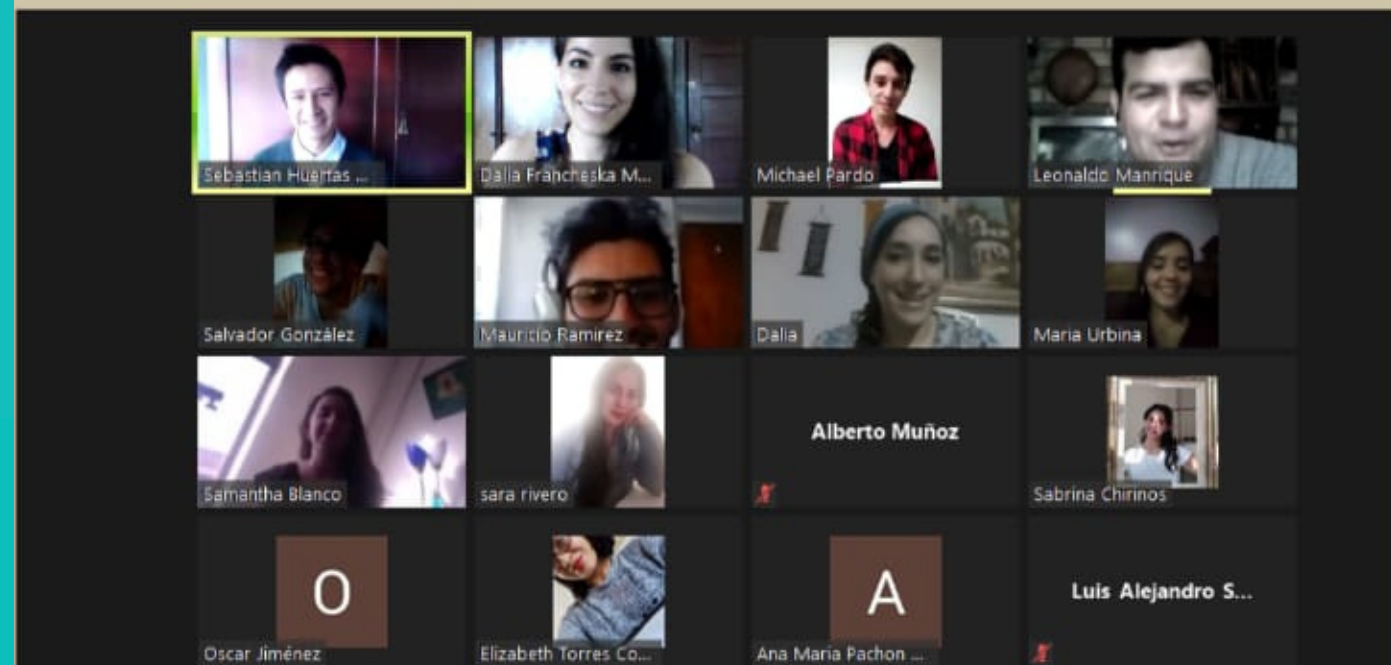 Sebastian Huertas ...
Dalia Francheska M...
Michael Pardo
Leonaldo Manrique
Salvador González
Mauricio Ramirez
Dalia
Maria Urbina
Samantha Blanco
sara rivero
Alberto Muñoz
Sabrina Chirinos
O
Oscar Jiménez
Elizabeth Torres Co...
A
Ana Maria Pachon ...
Luis Alejandro S...